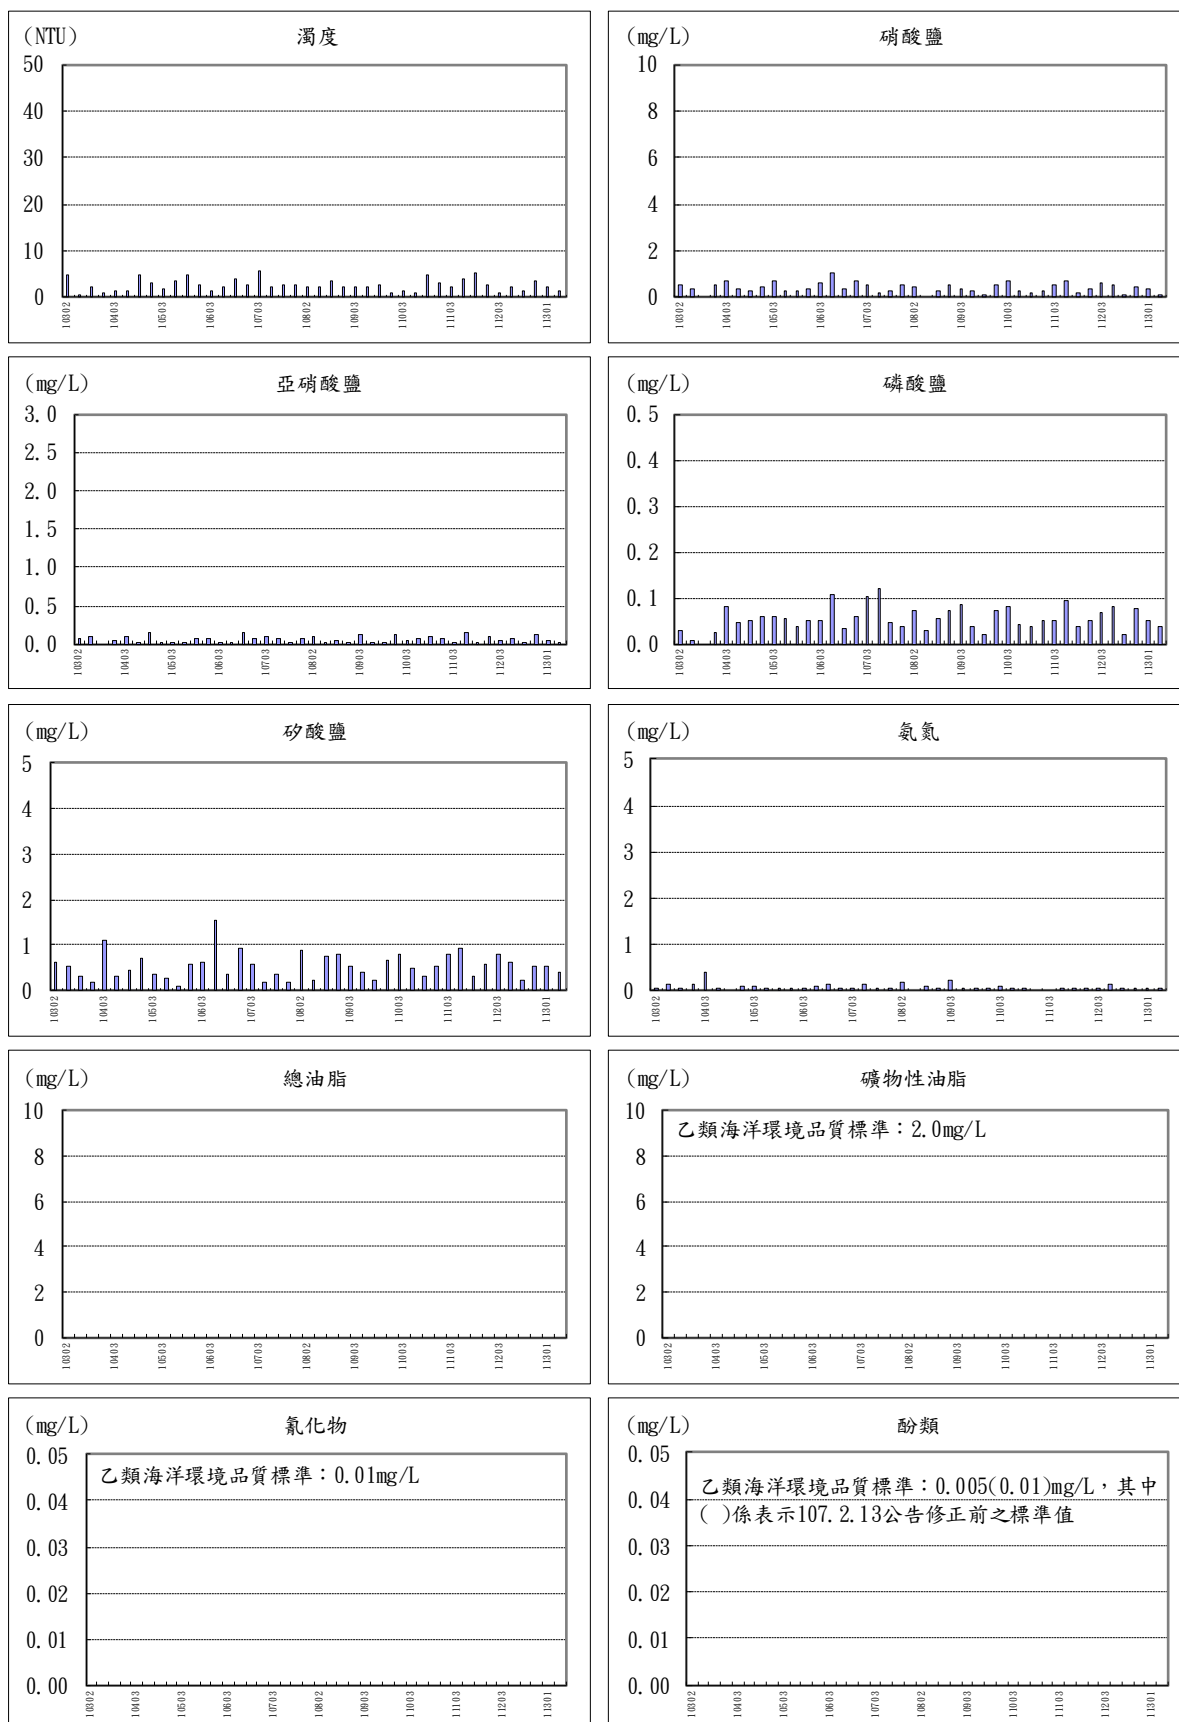 (NTU) 濁度
50
40
30
20
10
0
10302 10403 10503 10603 10703 10802 10903 11003 11103 11203 11301
(mg/L) 硝酸鹽
10
8
6
4
2
0
10302 10403 10503 10603 10703 10802 10903 11003 11103 11203 11301
(mg/L) 亞硝酸鹽
3.0
2.5
2.0
1.5
1.0
0.5
0.0
10302 10403 10503 10603 10703 10802 10903 11003 11103 11203 11301
(mg/L) 磷酸鹽
0.5
0.4
0.3
0.2
0.1
0.0
10302 10403 10503 10603 10703 10802 10903 11003 11103 11203 11301
(mg/L) 矽酸鹽
5
4
3
2
1
0
10302 10403 10503 10603 10703 10802 10903 11003 11103 11203 11301
(mg/L) 氨氮
5
4
3
2
1
0
10302 10403 10503 10603 10703 10802 10903 11003 11103 11203 11301
(mg/L) 總油脂
10
8
6
4
2
0
10302 10403 10503 10603 10703 10802 10903 11003 11103 11203 11301
(mg/L) 礦物性油脂
10
乙類海洋環境品質標準：2.0mg/L
8
6
4
2
0
10302 10403 10503 10603 10703 10802 10903 11003 11103 11203 11301
(mg/L) 氰化物
0.05
乙類海洋環境品質標準：0.01mg/L
0.04
0.03
0.02
0.01
0.00
10302 10403 10503 10603 10703 10802 10903 11003 11103 11203 11301
(mg/L) 酚類
0.05
乙類海洋環境品質標準：0.005(0.01)mg/L，其中
( )係表示107.2.13公告修正前之標準值
0.04
0.03
0.02
0.01
0.00
10302 10403 10503 10603 10703 10802 10903 11003 11103 11203 11301